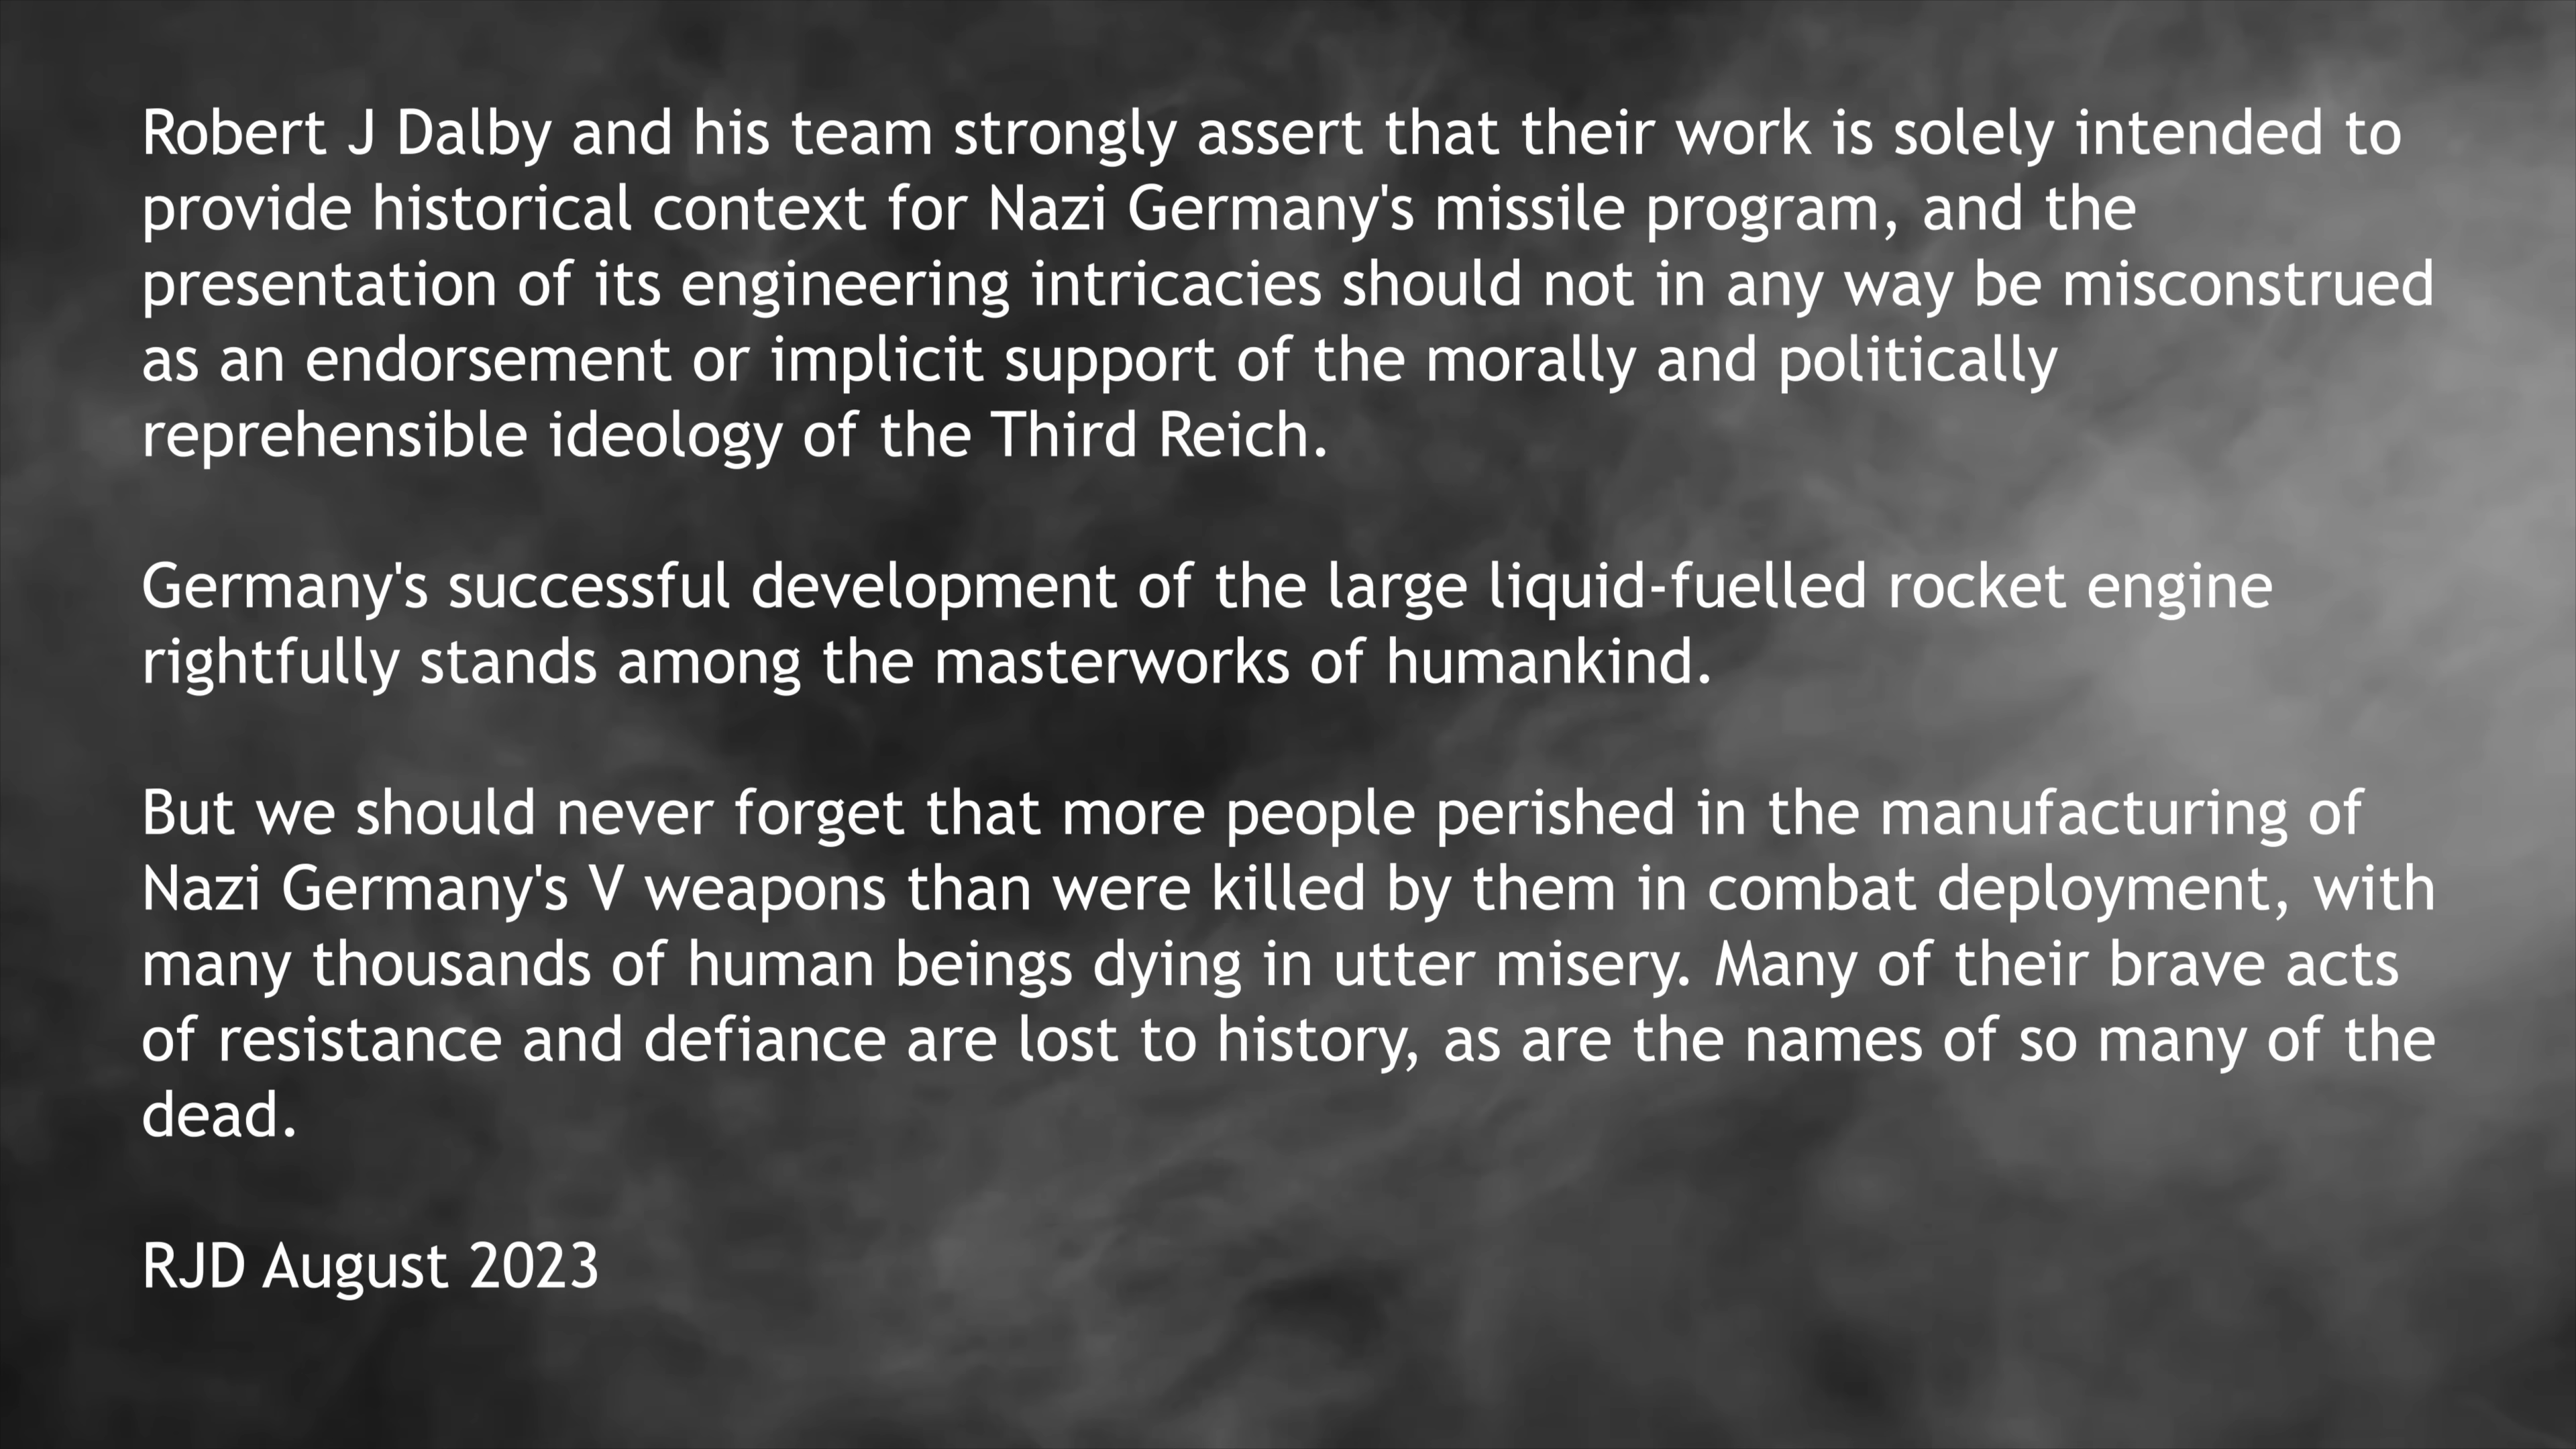 Robert J Dalby and his team strongly assert that their work is solely intended to
provide historical context for Nazi Germany's missile program, and the
presentation of its engineering intricacies should not in any way be misconstrued
as an endorsement or implicit support of the morally and politically
reprehensible ideology of the Third Reich.
Germany's successful development of the large liquid-fuelled rocket engine
rightfully stands among the masterworks of humankind.
But we should never forget that more people perished in the manufacturing of
Nazi Germany's V weapons than were killed by them in combat deployment, with
many thousands of human beings dying in utter misery. Many of their brave acts
of resistance and defiance are lost to history, as are the names of so many of the
dead.
RJD August 2023